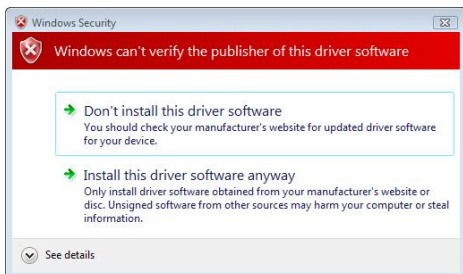 Windows Security
Windows can't verify the publisher of this driver software
Don't install this driver software
You should check your manufacturer's website for updated driver software
for your device.
Install this driver software anyway
Only install driver software obtained from your manufacturer's website or
disc. Unsigned software from other sources may harm your computer or steal
information.
See details